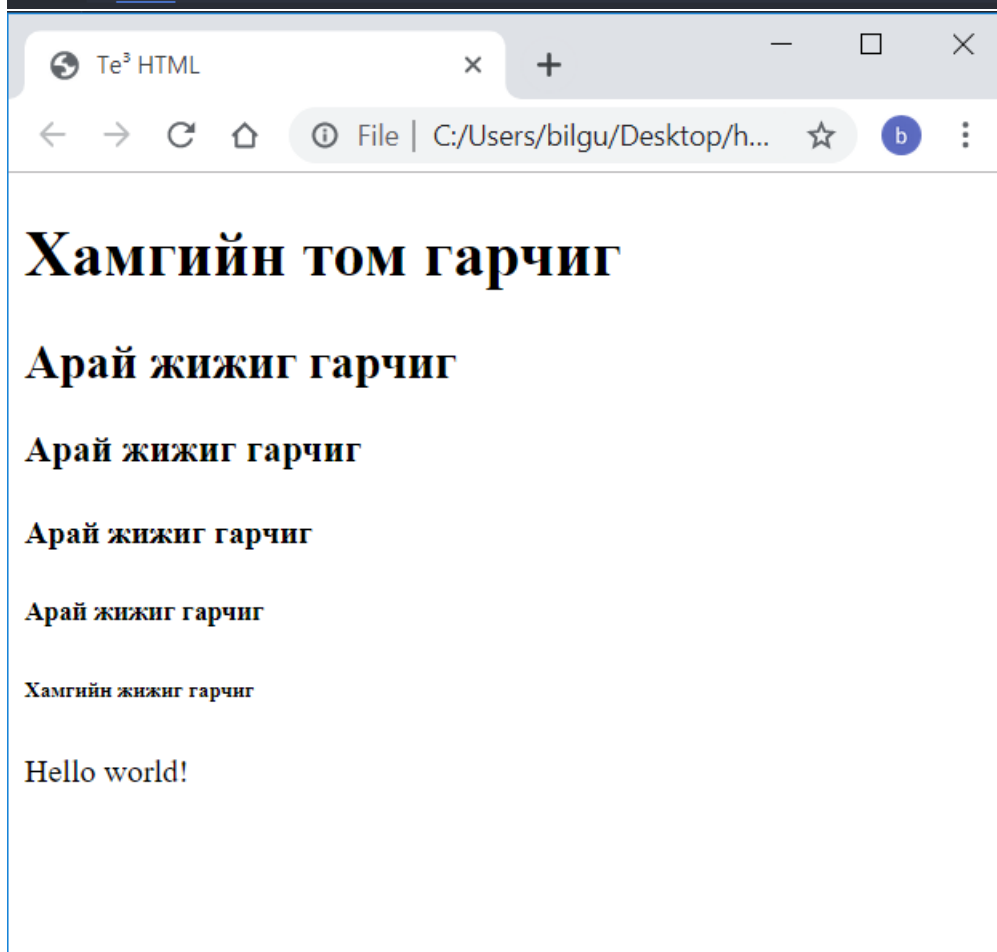 Te³ HTML
File | C:/Users/bilgu/Desktop/h...
b
Хамгийн том гарчиг
Арай жижиг гарчиг
Арай жижиг гарчиг
Арай жижиг гарчиг
Арай жижиг гарчиг
Хамгийн жижиг гарчиг
Hello world!